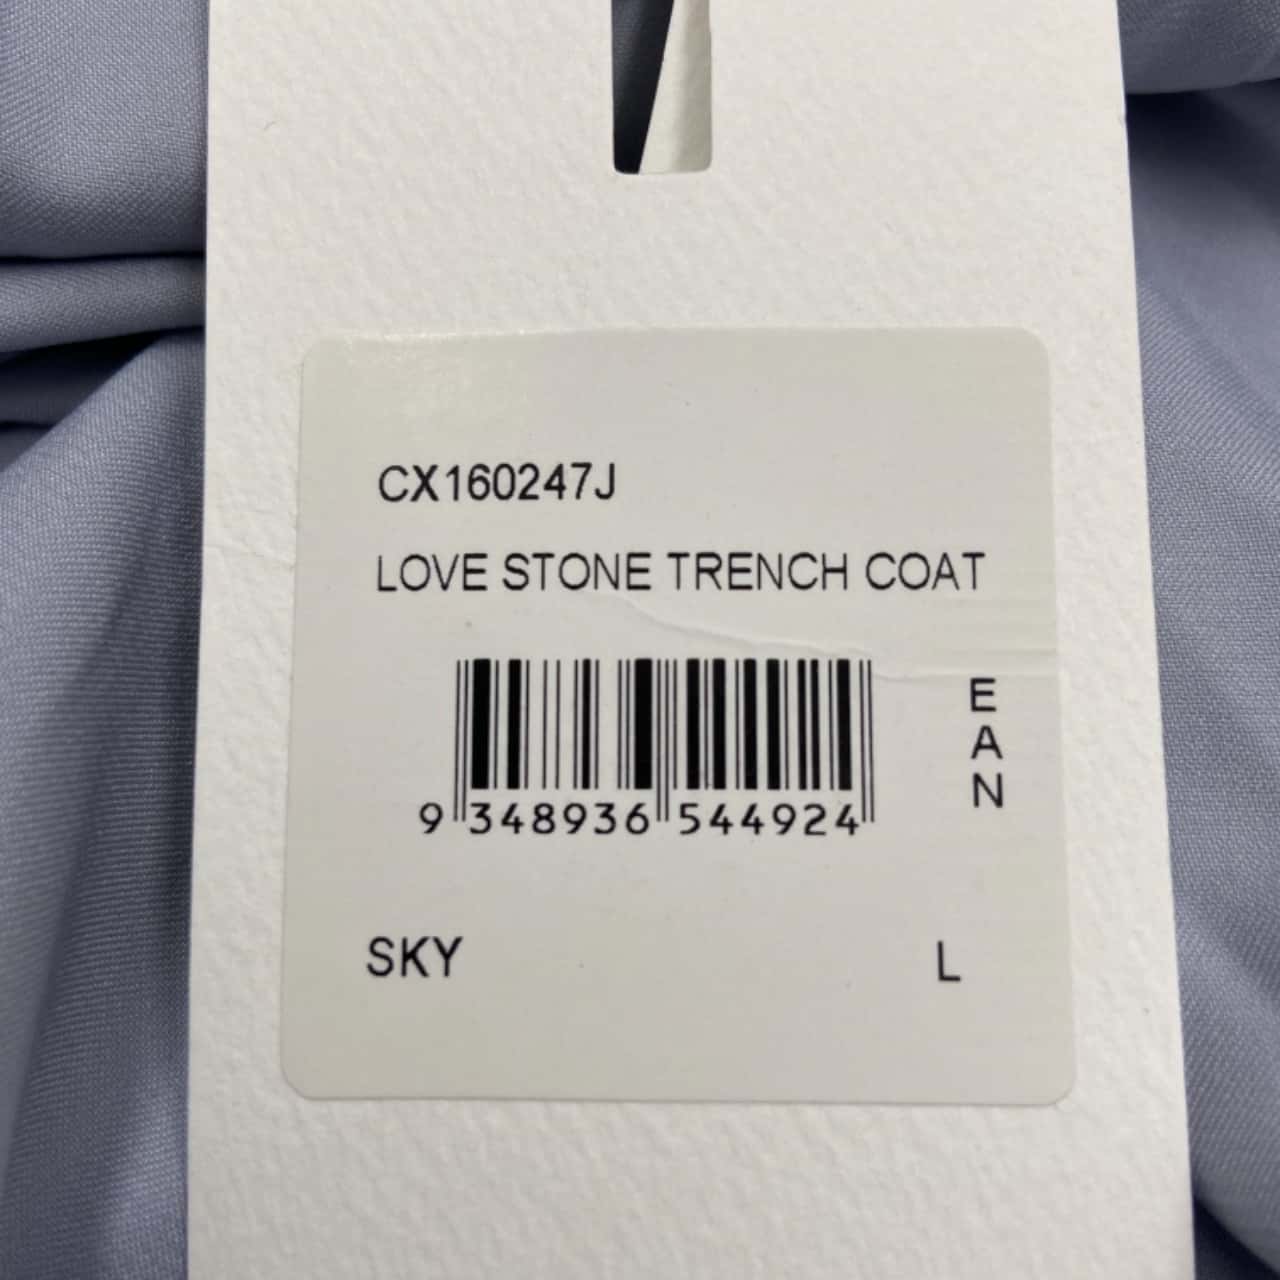 CX160247J
LOVE STONE TRENCH COAT
EAN
9 348936 544924
SKY L